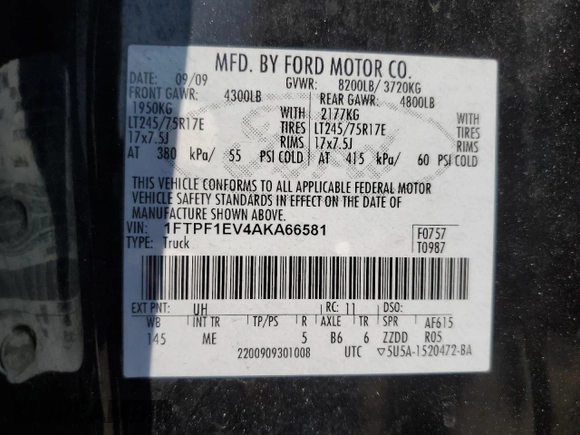 MFD. BY FORD MOTOR CO.
DATE: 09/09 GVWR: 8200LB/ 3720KG
FRONT GAWR: 4300LB REAR GAWR: 4800LB
1950KG WITH 2177KG WITH
LT245/75R17E TIRES LT245/75R17E TIRES
17x7.5J RIMS 17x7.5J RIMS
AT 380 kPa/ 55 PSI COLD AT 415 kPa/ 60 PSI COLD
THIS VEHICLE CONFORMS TO ALL APPLICABLE FEDERAL MOTOR
VEHICLE SAFETY STANDARDS IN EFFECT ON THE DATE OF
MANUFACTURE SHOWN ABOVE.
VIN: 1FTPF1EV4AKA66581 F0757
Truck T0987
EXT PNT: UH RC: 11 DSO:
WB INT TR TP/PS R AXLE TR SPR AF615
145 ME 5 B6 6 ZZDD R05
2200909301008 UTC ▽5U5A-1520472-BA